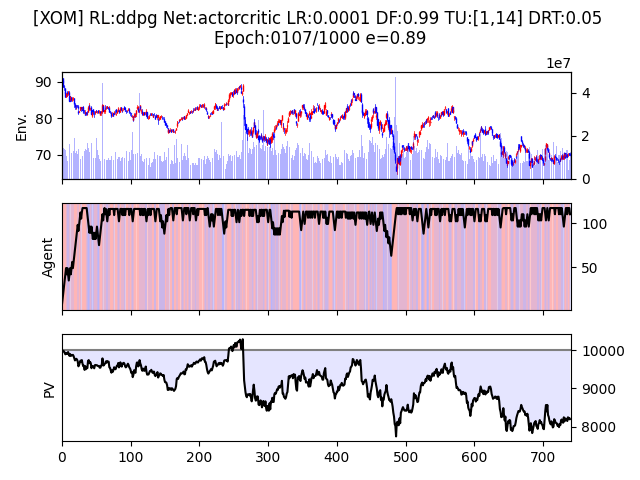 [XOM] RL:ddpg Net:actorcritic LR:0.0001 DF:0.99 TU:[1,14] DRT:0.05
Epoch:0107/1000 e=0.89
1e7
Env.
90
80
70
4
2
0
Agent
100
50
PV
10000
9000
8000
0 100 200 300 400 500 600 700